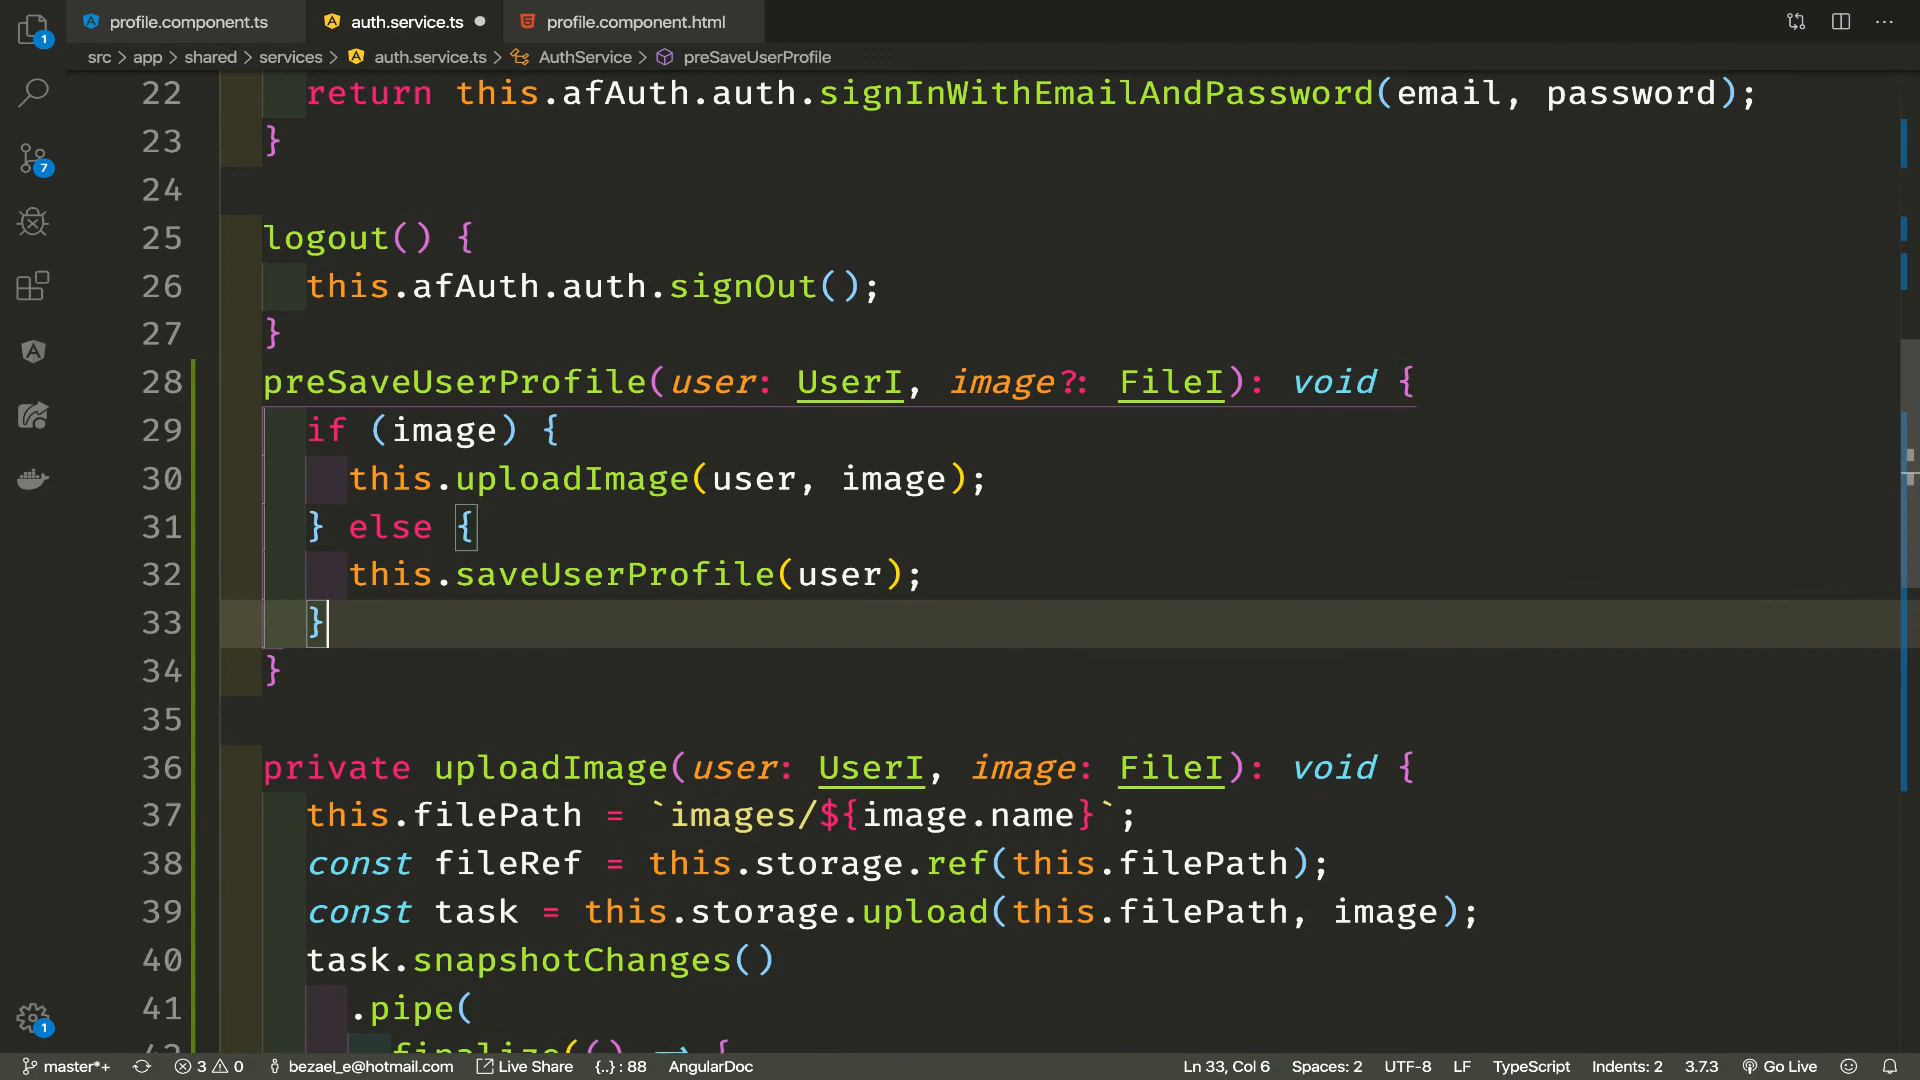 profile.component.ts auth.service.ts profile.component.html
1
src > app > shared > services > auth.service.ts > AuthService > preSaveUserProfile
22 return this.afAuth.auth.signInWithEmailAndPassword(email, password);
23 }
24
25 logout() {
26 this.afAuth.auth.signOut();
27 }
28 preSaveUserProfile(user: UserI, image?: FileI): void {
29 if (image) {
30 this.uploadImage(user, image);
31 } else {
32 this.saveUserProfile(user);
33 }
34 }
35
36 private uploadImage(user: UserI, image: FileI): void {
37 this.filePath = `images/${image.name}`;
38 const fileRef = this.storage.ref(this.filePath);
39 const task = this.storage.upload(this.filePath, image);
40 task.snapshotChanges()
41 .pipe(
42 finalize(() => {
7
1
master*+ 3 0 bezael_e@hotmail.com Live Share {..} : 88 AngularDoc Ln 33, Col 6 Spaces: 2 UTF-8 LF TypeScript Indents: 2 3.7.3 Go Live